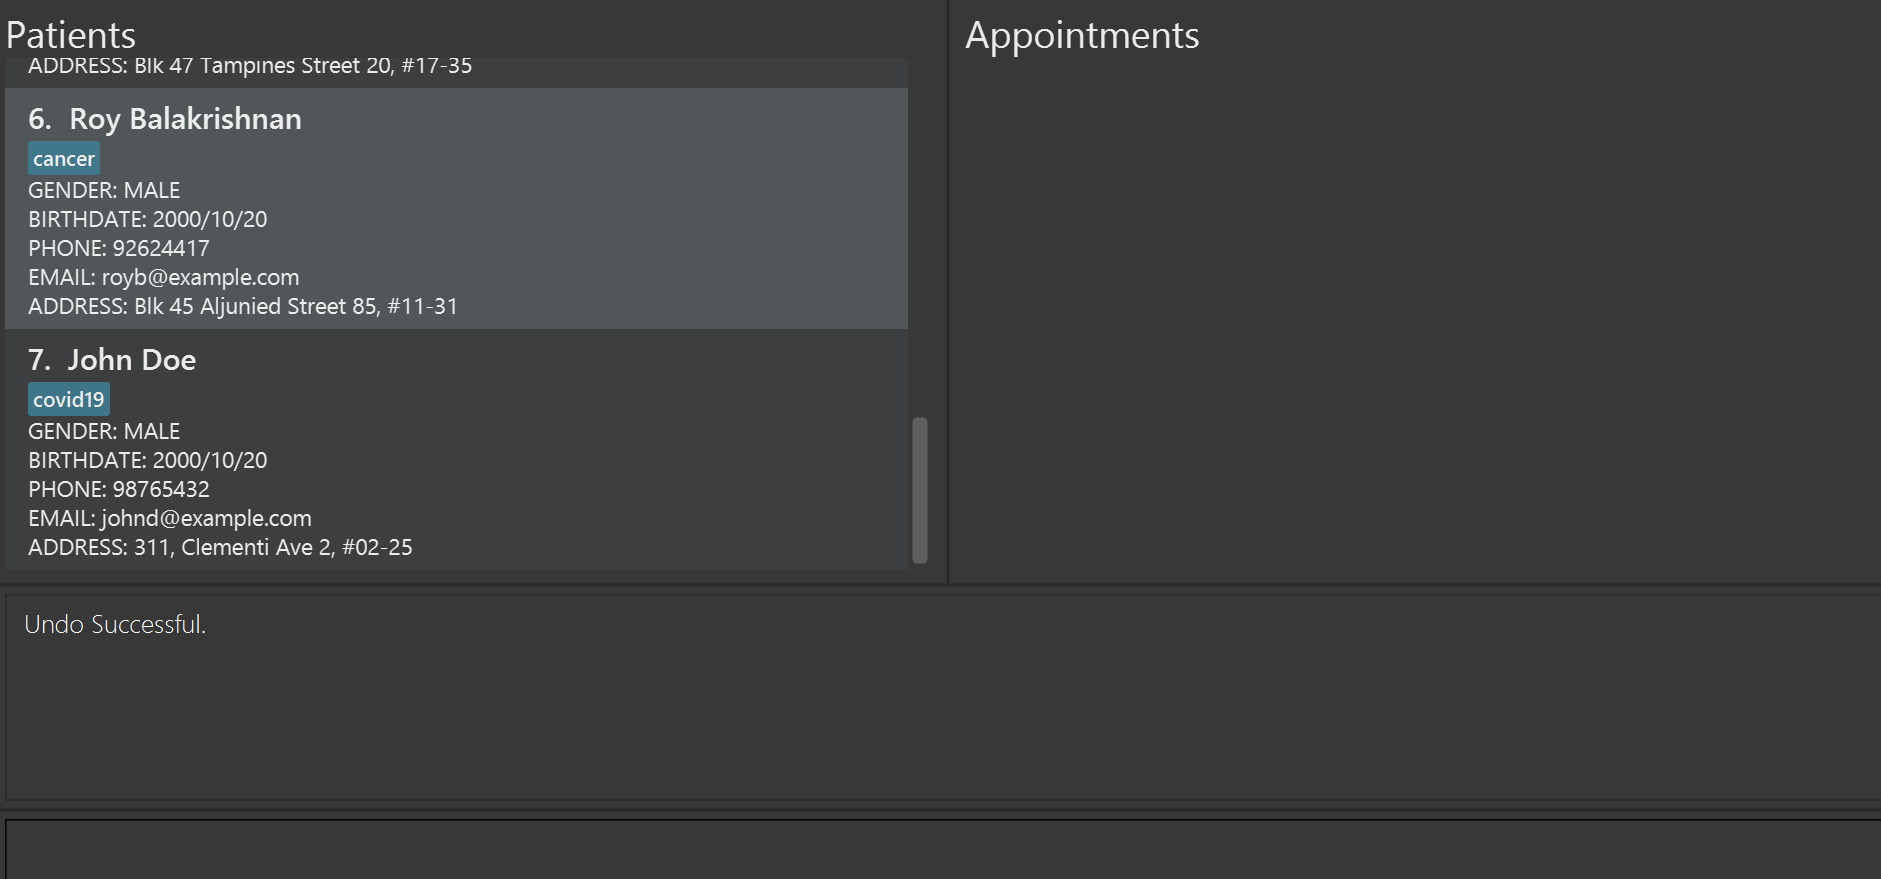 Patients
ADDRESS: Blk 47 Tampines Street 20, #17-35
6. Roy Balakrishnan
cancer
GENDER: MALE
BIRTHDATE: 2000/10/20
PHONE: 92624417
EMAIL: royb@example.com
ADDRESS: Blk 45 Aljunied Street 85, #11-31
7. John Doe
covid19
GENDER: MALE
BIRTHDATE: 2000/10/20
PHONE: 98765432
EMAIL: johnd@example.com
ADDRESS: 311, Clementi Ave 2, #02-25
Appointments
Undo Successful.